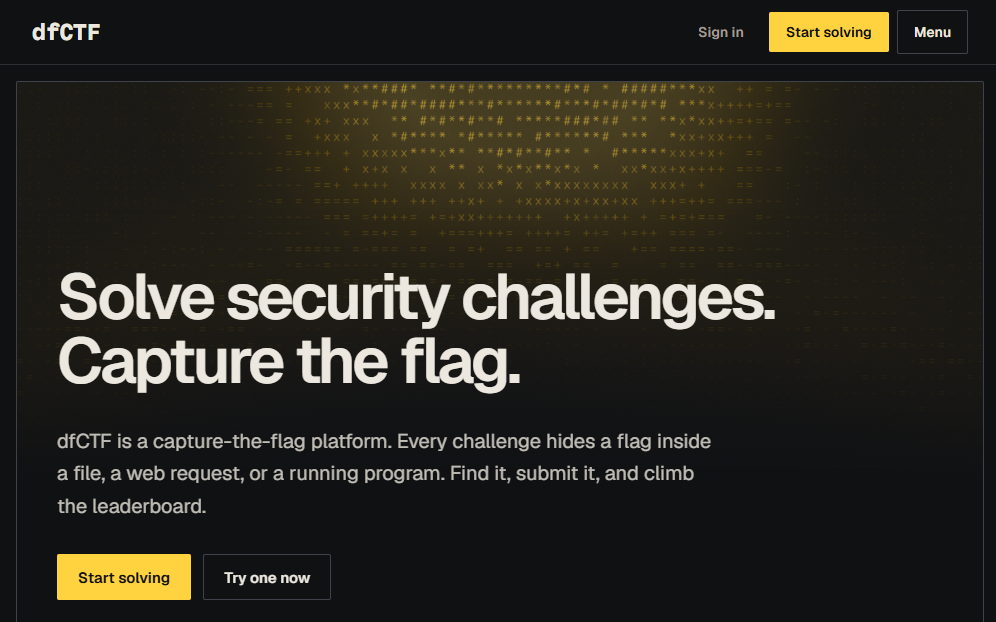 dfCTF
Sign in
Start solving
Menu
Solve security challenges.
Capture the flag.
dfCTF is a capture-the-flag platform. Every challenge hides a flag inside
a file, a web request, or a running program. Find it, submit it, and climb
the leaderboard.
Start solving
Try one now